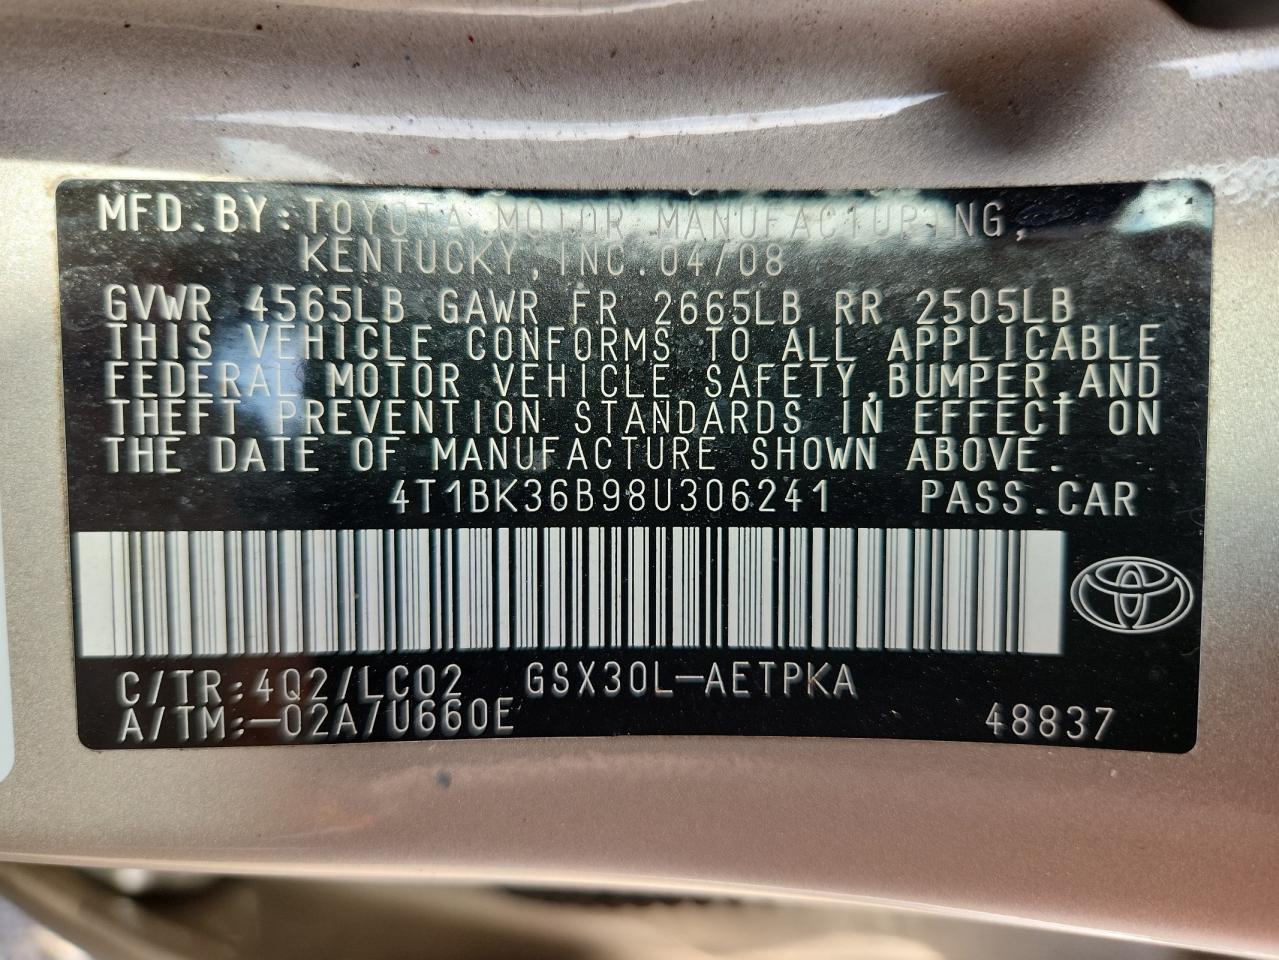 MFD.BY:TOYOTA MOTOR MANUFACTURING,
KENTUCKY,INC.04/08
GVWR 4565LB GAWR FR 2665LB RR 2505LB
THIS VEHICLE CONFORMS TO ALL APPLICABLE
FEDERAL MOTOR VEHICLE SAFETY,BUMPER,AND
THEFT PREVENTION STANDARDS IN EFFECT ON
THE DATE OF MANUFACTURE SHOWN ABOVE.
4T1BK36B98U306241 PASS.CAR
C/TR:4Q2/LC02 GSX30L-AETPKA
A/TM:-02A/U660E 48837